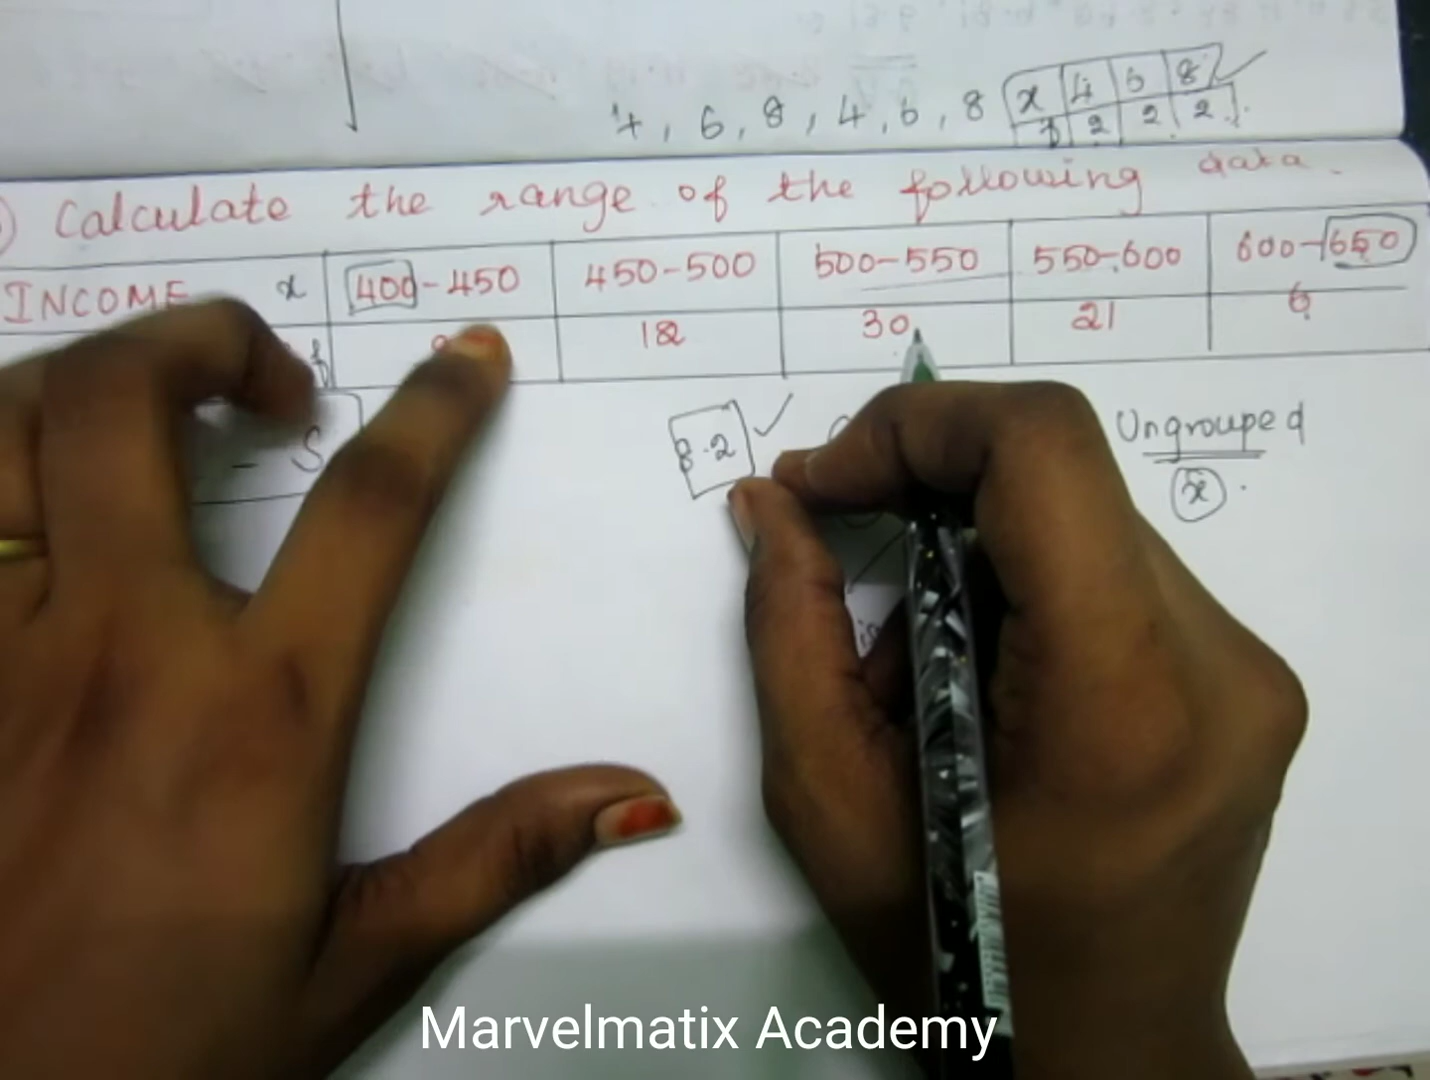 4, 6, 8, 4, 6, 8
x 4 6 8
f 2 2 2
Calculate the range of the following data.
INCOME x 400-450 450-500 500-550 550-600 600-650
f 18 30 21 6
- S
8.2
Ungrouped
x
Marvelmatix Academy